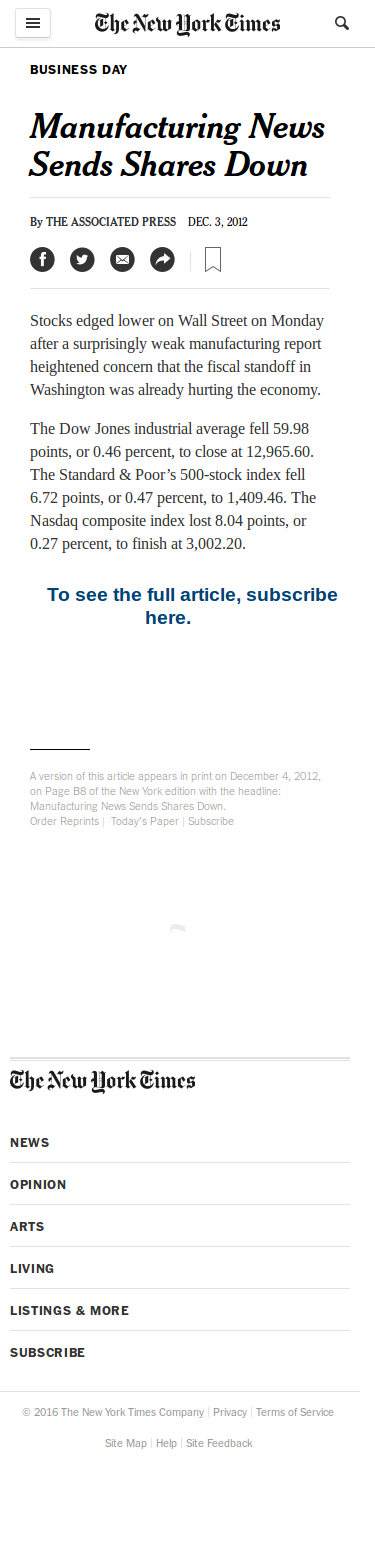 The New York Times
BUSINESS DAY
Manufacturing News
Sends Shares Down
By THE ASSOCIATED PRESS DEC. 3, 2012
Stocks edged lower on Wall Street on Monday
after a surprisingly weak manufacturing report
heightened concern that the fiscal standoff in
Washington was already hurting the economy.
The Dow Jones industrial average fell 59.98
points, or 0.46 percent, to close at 12,965.60.
The Standard & Poor’s 500-stock index fell
6.72 points, or 0.47 percent, to 1,409.46. The
Nasdaq composite index lost 8.04 points, or
0.27 percent, to finish at 3,002.20.
To see the full article, subscribe
here.
A version of this article appears in print on December 4, 2012,
on Page B8 of the New York edition with the headline:
Manufacturing News Sends Shares Down.
Order Reprints | Today's Paper | Subscribe
The New York Times
NEWS
OPINION
ARTS
LIVING
LISTINGS & MORE
SUBSCRIBE
© 2016 The New York Times Company | Privacy | Terms of Service
Site Map | Help | Site Feedback